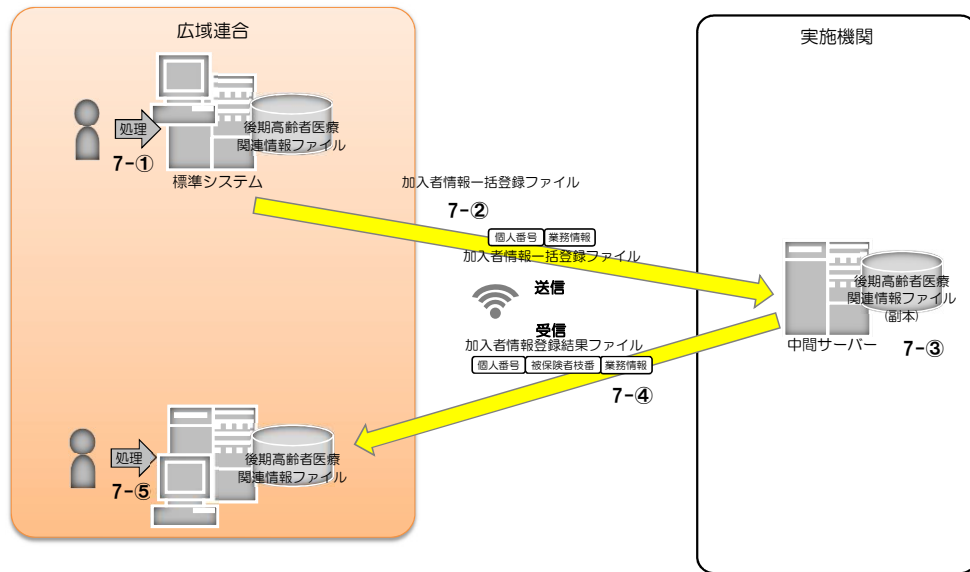 広域連合
実施機関
処理
後期高齢者医療
関連情報ファイル
7-①
標準システム
加入者情報一括登録ファイル
7-②
個人番号 業務情報
加入者情報一括登録ファイル
送信
受信
後期高齢者医療
関連情報ファイル
(副本)
中間サーバー
7-③
加入者情報登録結果ファイル
個人番号 被保険者枝番 業務情報
7-④
処理
後期高齢者医療
関連情報ファイル
7-⑤